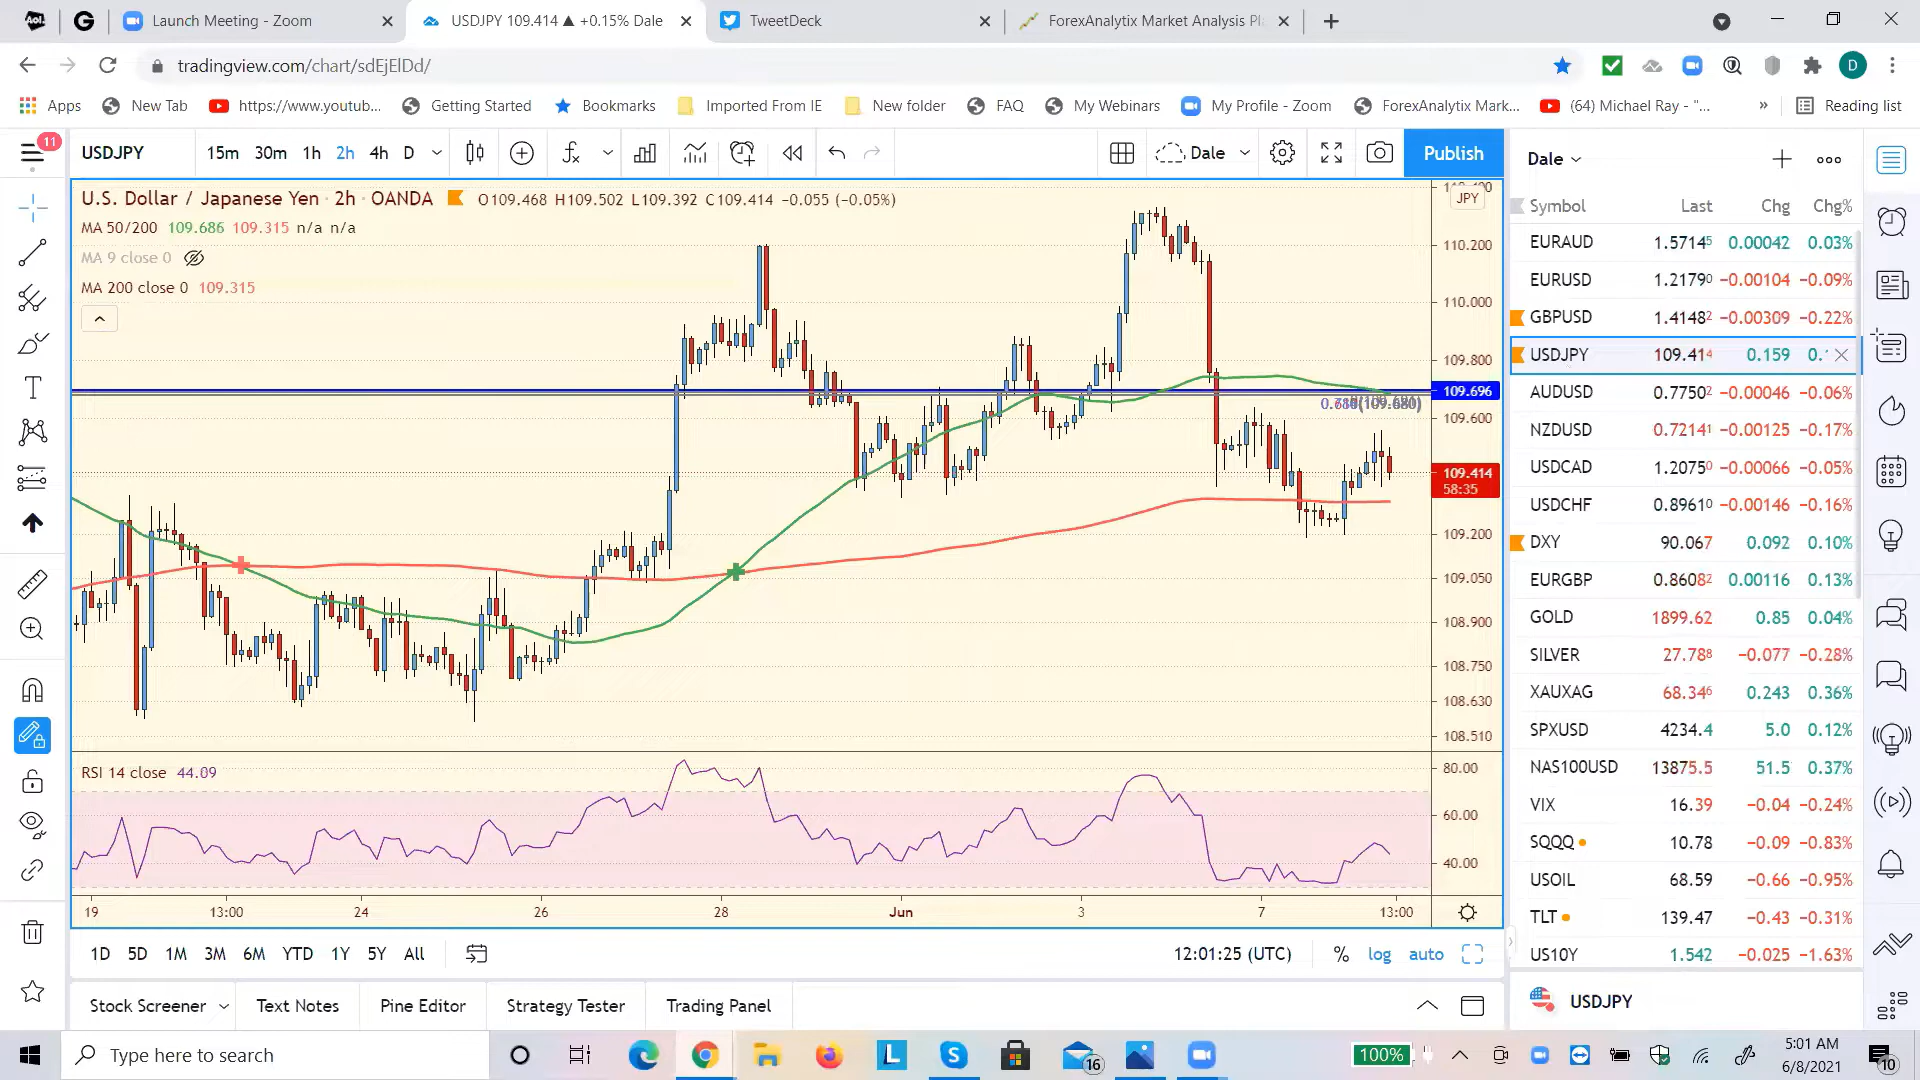 Aol. G Launch Meeting - Zoom USDJPY 109.414 ▲ +0.15% Dale TweetDeck ForexAnalytix Market Analysis Pl
tradingview.com/chart/sdEjElDd/ D
Apps New Tab https://www.youtub... Getting Started Bookmarks Imported From IE New folder FAQ My Webinars My Profile - Zoom ForexAnalytix Mark... (64) Michael Ray - "... » Reading list
11
USDJPY 15m 30m 1h 2h 4h D Dale Publish
Dale
U.S. Dollar / Japanese Yen · 2h · OANDA O109.468 H109.502 L109.392 C109.414 −0.055 (−0.05%)
MA 50/200 109.686 109.315 n/a n/a
MA 9 close 0
MA 200 close 0 109.315
JPY
110.200
110.000
109.800
109.696
109.600
109.414
58:35
109.200
109.050
108.900
108.750
108.630
108.510
RSI 14 close 44.09
80.00
60.00
40.00
19 13:00 24 26 28 Jun 3 7 13:00
1D 5D 1M 3M 6M YTD 1Y 5Y All 12:01:25 (UTC) % log auto
Stock Screener Text Notes Pine Editor Strategy Tester Trading Panel
Symbol Last Chg Chg%
EURAUD 1.57145 0.00042 0.03%
EURUSD 1.21790 −0.00104 −0.09%
GBPUSD 1.41482 −0.00309 −0.22%
USDJPY 109.414 0.159 0.
AUDUSD 0.77502 −0.00046 −0.06%
NZDUSD 0.72141 −0.00125 −0.17%
USDCAD 1.20750 −0.00066 −0.05%
USDCHF 0.89610 −0.00146 −0.16%
DXY 90.067 0.092 0.10%
EURGBP 0.86082 0.00116 0.13%
GOLD 1899.62 0.85 0.04%
SILVER 27.788 −0.077 −0.28%
XAUXAG 68.346 0.243 0.36%
SPXUSD 4234.4 5.0 0.12%
NAS100USD 13875.5 51.5 0.37%
VIX 16.39 −0.04 −0.24%
SQQQ 10.78 −0.09 −0.83%
USOIL 68.59 −0.66 −0.95%
TLT 139.47 −0.43 −0.31%
US10Y 1.542 −0.025 −1.63%
USDJPY
Type here to search L S 16 100% 5:01 AM
6/8/2021 10